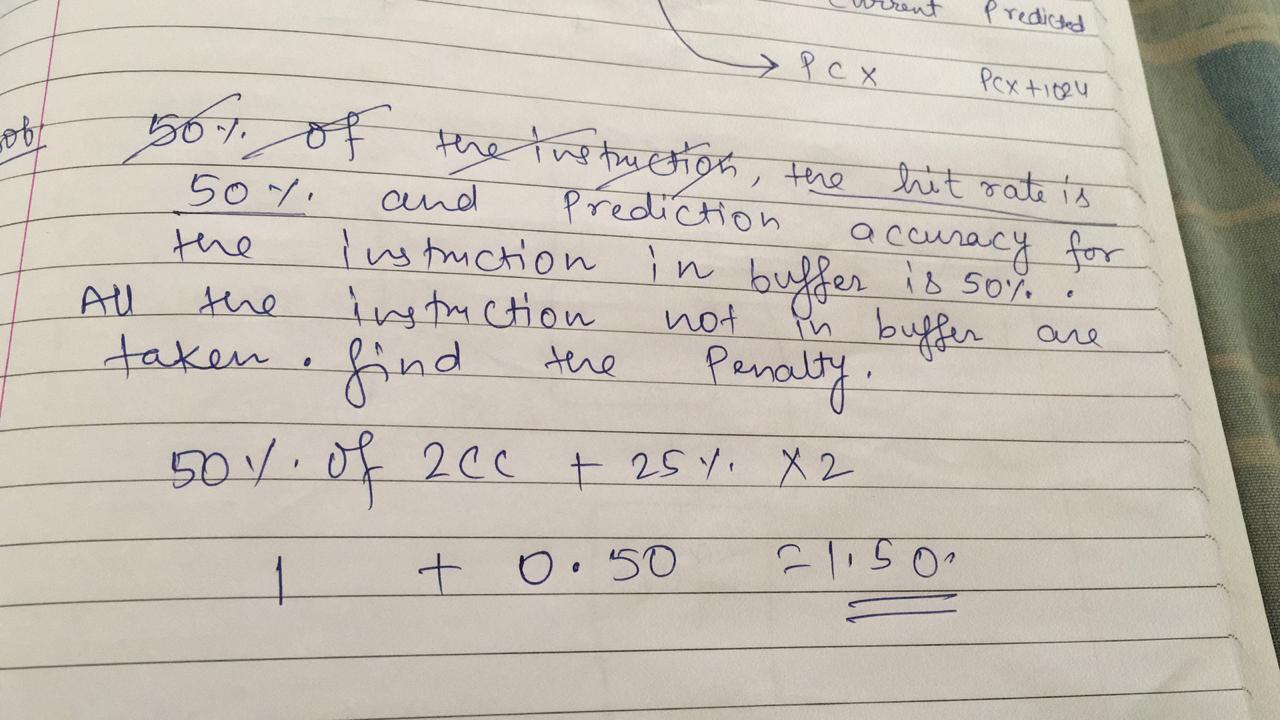 Current Predicted
PCX PCX+1024
50% of the instruction, the hit rate is
50%. and Prediction accuracy for
the instruction in buffer is 50%.
All the instruction not in buffer are
taken. find the Penalty.
50%. of 2CC + 25%. X2
1 + 0.50 = 1.50